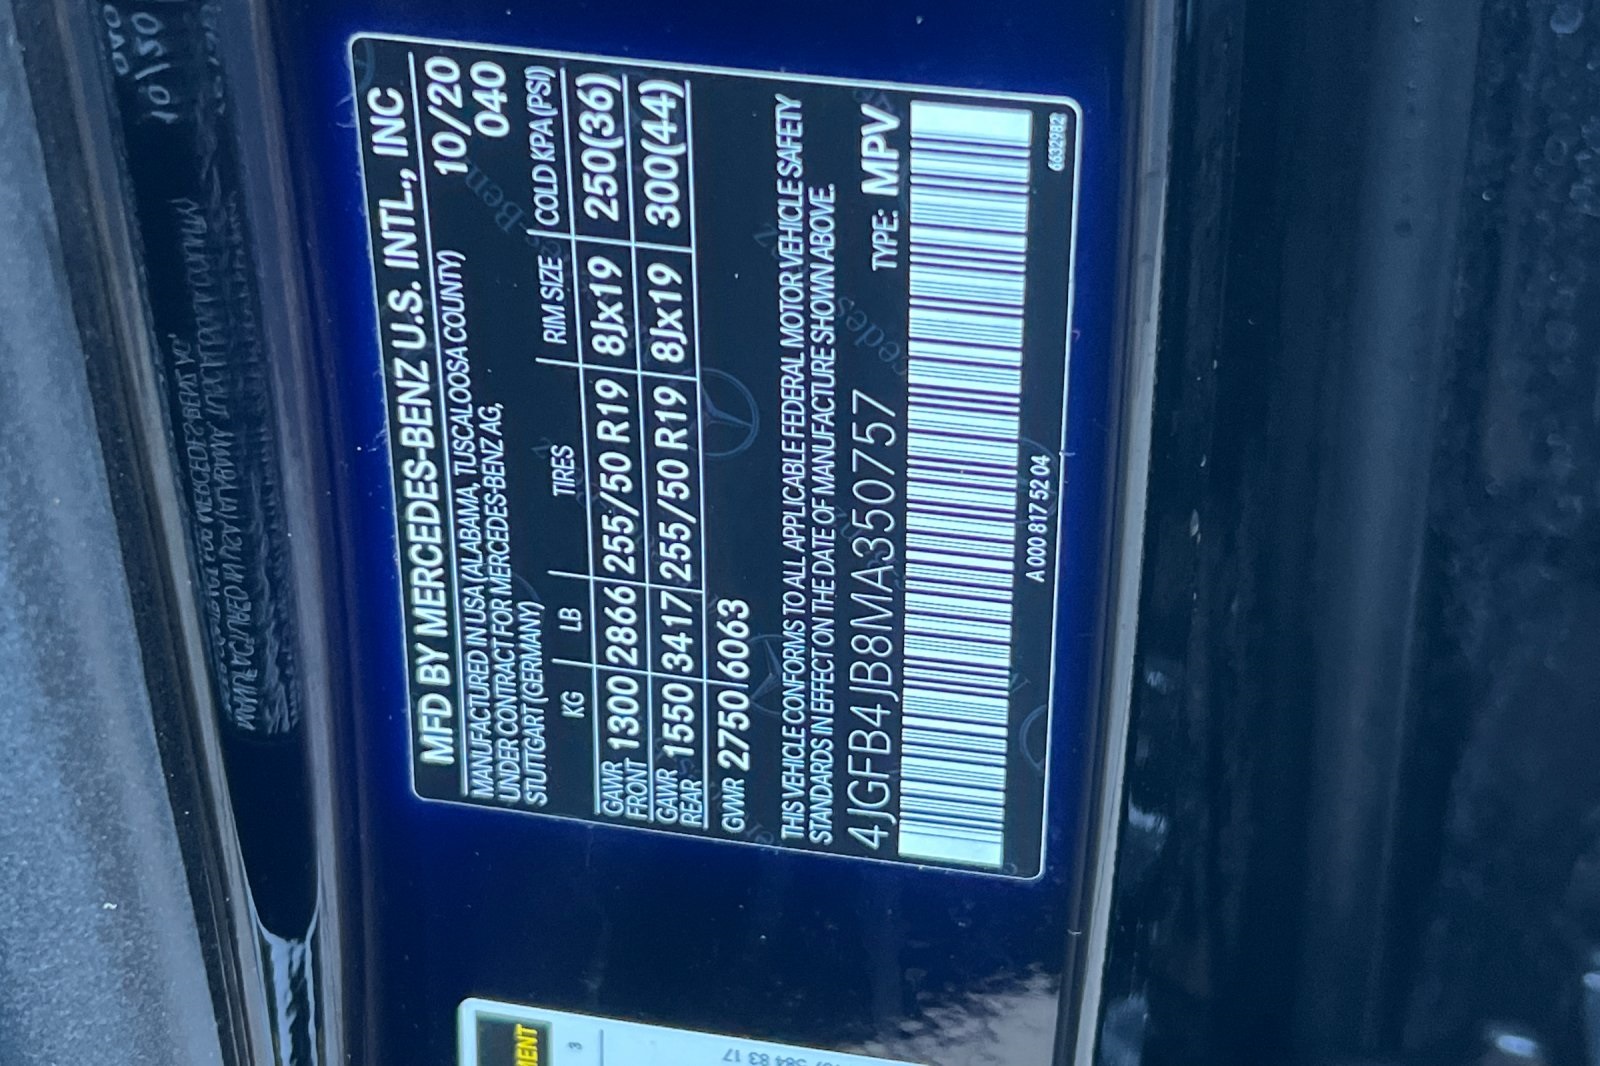 MFD BY MERCEDES-BENZ U.S. INTL., INC
MANUFACTURED IN USA (ALABAMA, TUSCALOOSA COUNTY) 10/20
UNDER CONTRACT FOR MERCEDES-BENZ AG, 040
STUTTGART (GERMANY)
KG LB TIRES RIM SIZE COLD KPA (PSI)
GAWR FRONT 1300 2866 255/50 R19 8Jx19 250(36)
GAWR REAR 1550 3417 255/50 R19 8Jx19 300(44)
GVWR 2750 6063
THIS VEHICLE CONFORMS TO ALL APPLICABLE FEDERAL MOTOR VEHICLE SAFETY
STANDARDS IN EFFECT ON THE DATE OF MANUFACTURE SHOWN ABOVE.
4JGFB4JB8MA350757 TYPE: MPV
A 000 817 52 04
6632982
3
584 83 17